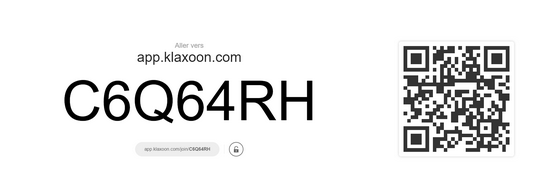 Aller vers
app.klaxoon.com
C6Q64RH
app.klaxoon.com/join/C6Q64RH